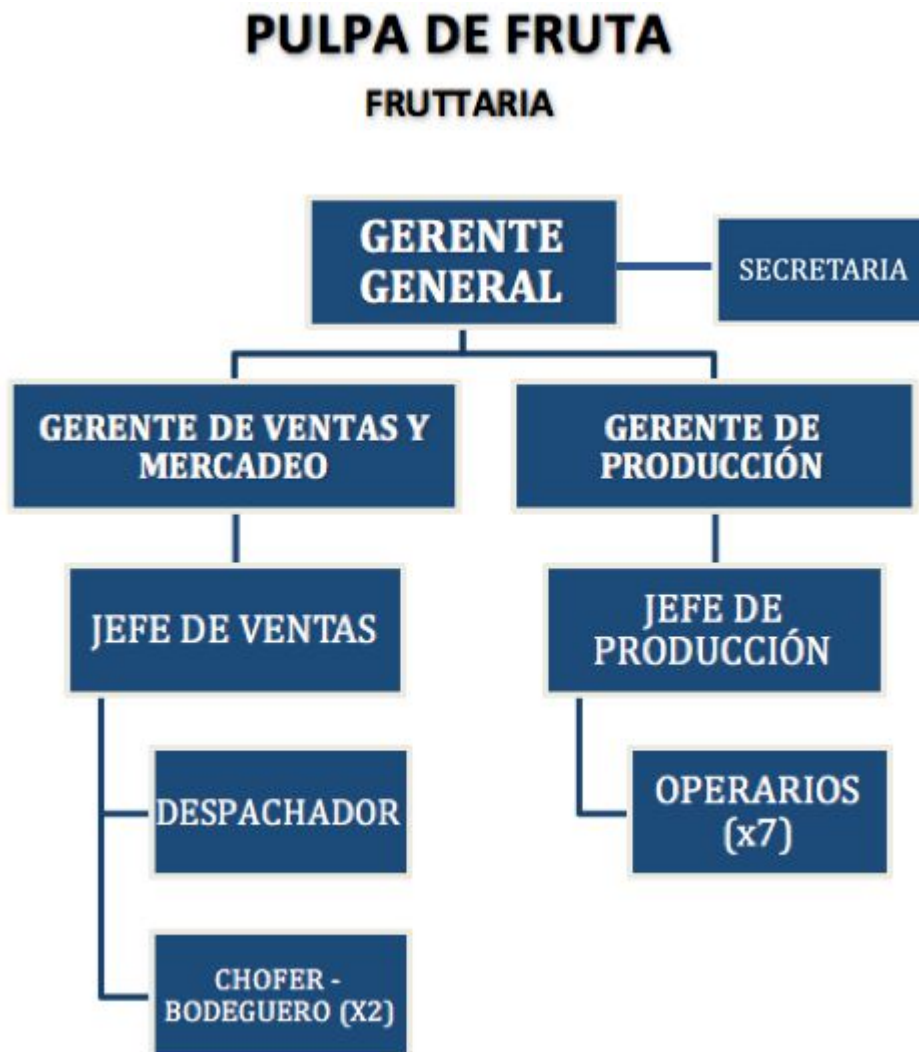 PULPA DE FRUTA
FRUTTARIA
GERENTE
GENERAL
SECRETARIA
GERENTE DE VENTAS Y
MERCADEO
GERENTE DE
PRODUCCIÓN
JEFE DE VENTAS
JEFE DE
PRODUCCIÓN
DESPACHADOR
OPERARIOS
(x7)
CHOFER -
BODEGUERO (X2)